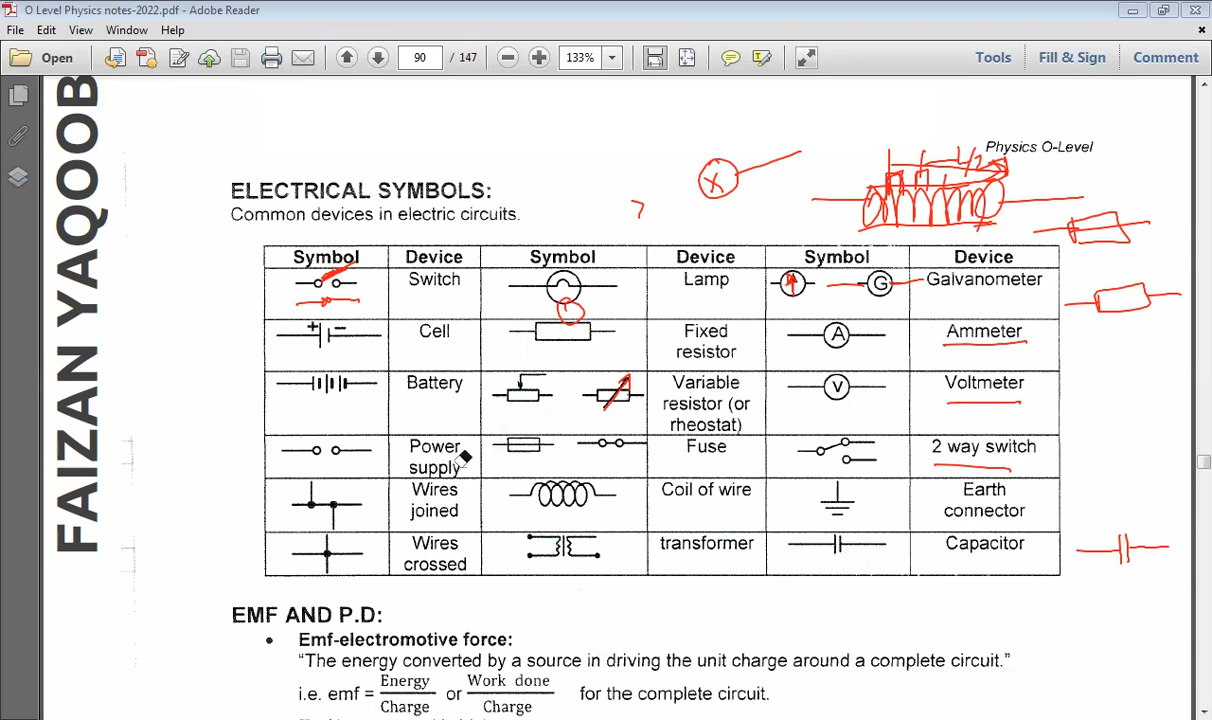 O Level Physics notes-2022.pdf - Adobe Reader
File Edit View Window Help
Open 90 / 147 133% Tools Fill & Sign Comment
FAIZAN YAQOOB
Physics O-Level
L/2
X
ELECTRICAL SYMBOLS:
Common devices in electric circuits.
Symbol Device Symbol Device Symbol Device
Switch Lamp G Galvanometer
+ - Cell Fixed resistor A Ammeter
Battery Variable resistor (or rheostat) V Voltmeter
Power supply Fuse 2 way switch
Wires joined Coil of wire Earth connector
Wires crossed transformer Capacitor
EMF AND P.D:
• Emf-electromotive force:
“The energy converted by a source in driving the unit charge around a complete circuit.”
i.e. emf = Energy/Charge or Work done/Charge for the complete circuit.